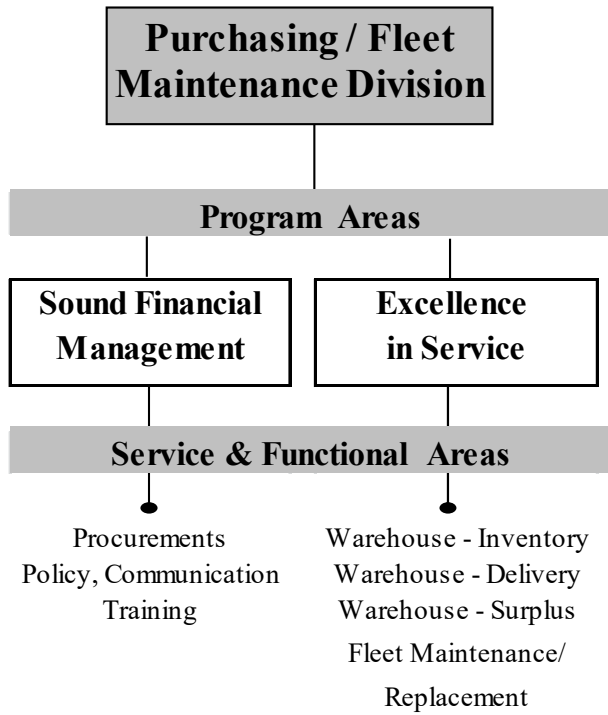 Purchasing / Fleet
Maintenance Division
Program Areas
Sound Financial
Management
Excellence
in Service
Service & Functional Areas
Procurements
Policy, Communication
Training
Warehouse - Inventory
Warehouse - Delivery
Warehouse - Surplus
Fleet Maintenance/
Replacement